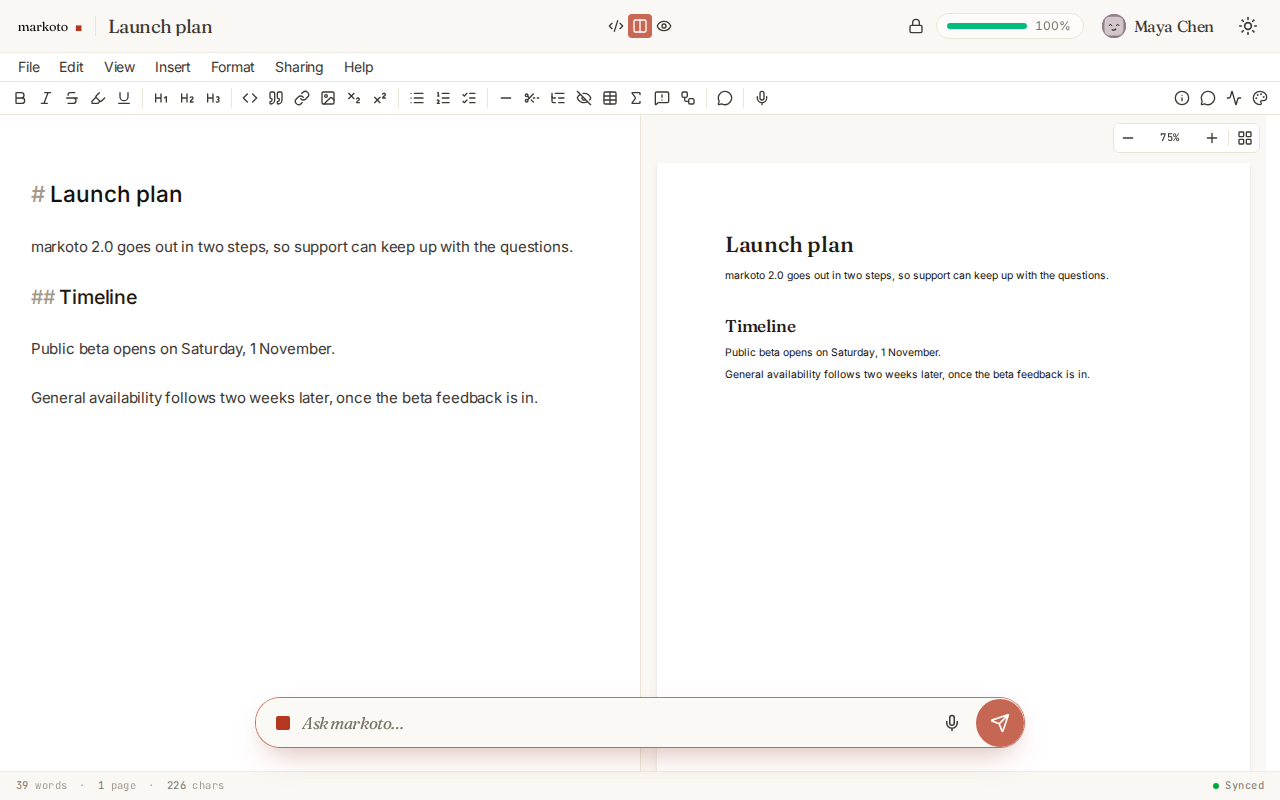 markoto
Launch plan
100%
Maya Chen
File Edit View Insert Format Sharing Help
H1 H2 H3
75%
# Launch plan
markoto 2.0 goes out in two steps, so support can keep up with the questions.
## Timeline
Public beta opens on Saturday, 1 November.
General availability follows two weeks later, once the beta feedback is in.
Launch plan
markoto 2.0 goes out in two steps, so support can keep up with the questions.
Timeline
Public beta opens on Saturday, 1 November.
General availability follows two weeks later, once the beta feedback is in.
Ask markoto...
39 words · 1 page · 226 chars
Synced